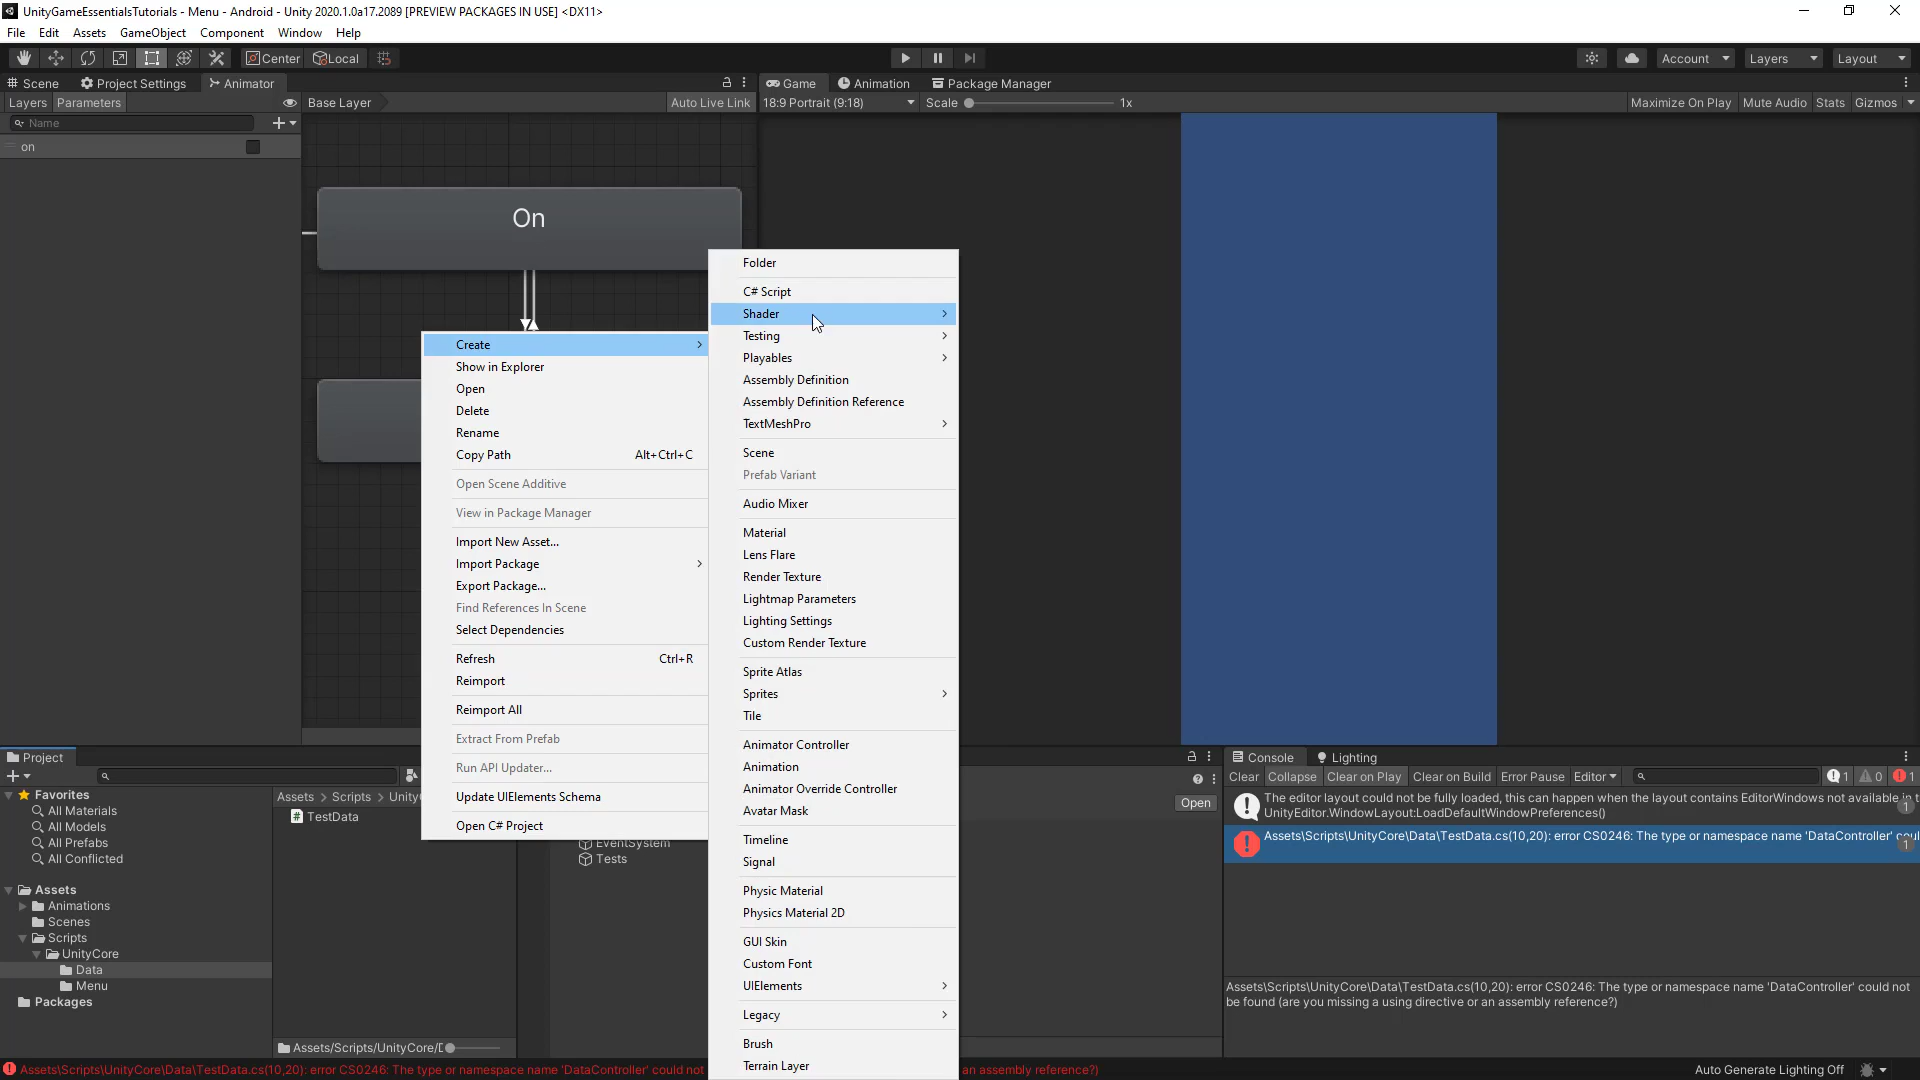 UnityGameEssentialsTutorials - Menu - Android - Unity 2020.1.0a17.2089 [PREVIEW PACKAGES IN USE] <DX11>
File Edit Assets GameObject Component Window Help
Center Local Account Layers Layout
Scene Project Settings Animator Game Animation Package Manager
Layers Parameters Base Layer Auto Live Link 18:9 Portrait (9:18) Scale 1x Maximize On Play Mute Audio Stats Gizmos
Name
on
On
Folder
C# Script
Shader
Testing
Playables
Assembly Definition
Assembly Definition Reference
TextMeshPro
Scene
Prefab Variant
Audio Mixer
Material
Lens Flare
Render Texture
Lightmap Parameters
Lighting Settings
Custom Render Texture
Sprite Atlas
Sprites
Tile
Animator Controller
Animation
Animator Override Controller
Avatar Mask
Timeline
Signal
Physic Material
Physics Material 2D
GUI Skin
Custom Font
UIElements
Legacy
Brush
Terrain Layer
Create
Show in Explorer
Open
Delete
Rename
Copy Path Alt+Ctrl+C
Open Scene Additive
View in Package Manager
Import New Asset...
Import Package
Export Package...
Find References In Scene
Select Dependencies
Refresh Ctrl+R
Reimport
Reimport All
Extract From Prefab
Run API Updater...
Update UIElements Schema
Open C# Project
Project
Favorites
All Materials
All Models
All Prefabs
All Conflicted
Assets
Animations
Scenes
Scripts
UnityCore
Data
Menu
Packages
Assets > Scripts > Unity
TestData
Assets/Scripts/UnityCore/D
EventSystem
Tests
Open
Console Lighting
Clear Collapse Clear on Play Clear on Build Error Pause Editor 1 0 1
The editor layout could not be fully loaded, this can happen when the layout contains EditorWindows not available in t
UnityEditor.WindowLayout:LoadDefaultWindowPreferences() 1
Assets\Scripts\UnityCore\Data\TestData.cs(10,20): error CS0246: The type or namespace name 'DataController' coul
1
Assets\Scripts\UnityCore\Data\TestData.cs(10,20): error CS0246: The type or namespace name 'DataController' could not
be found (are you missing a using directive or an assembly reference?)
Assets\Scripts\UnityCore\Data\TestData.cs(10,20): error CS0246: The type or namespace name 'DataController' could not an assembly reference?) Auto Generate Lighting Off